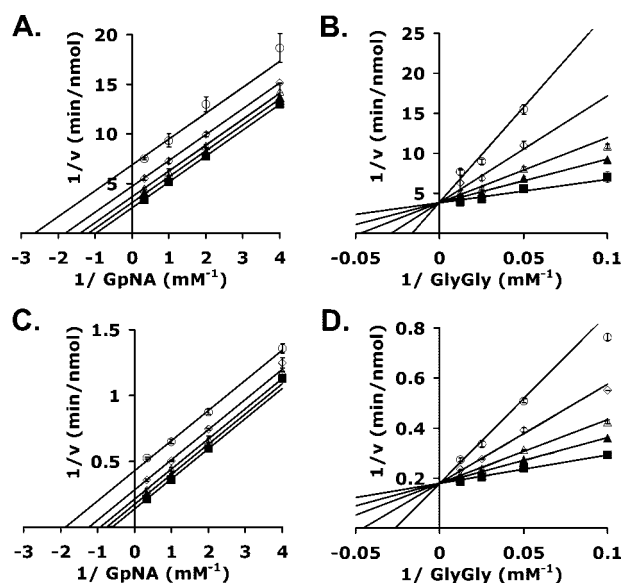 A.
B.
1/v (min/nmol)
20
15
10
5
-3 -2 -1 0 1 2 3 4
1/ GpNA (mM-1)
1/v (min/nmol)
25
20
15
10
5
-0.05 0 0.05 0.1
1/ GlyGly (mM-1)
C.
D.
1/v (min/nmol)
1.5
1
0.5
-3 -2 -1 0 1 2 3 4
1/ GpNA (mM-1)
1/v (min/nmol)
0.8
0.6
0.4
0.2
-0.05 0 0.05 0.1
1/ GlyGly (mM-1)